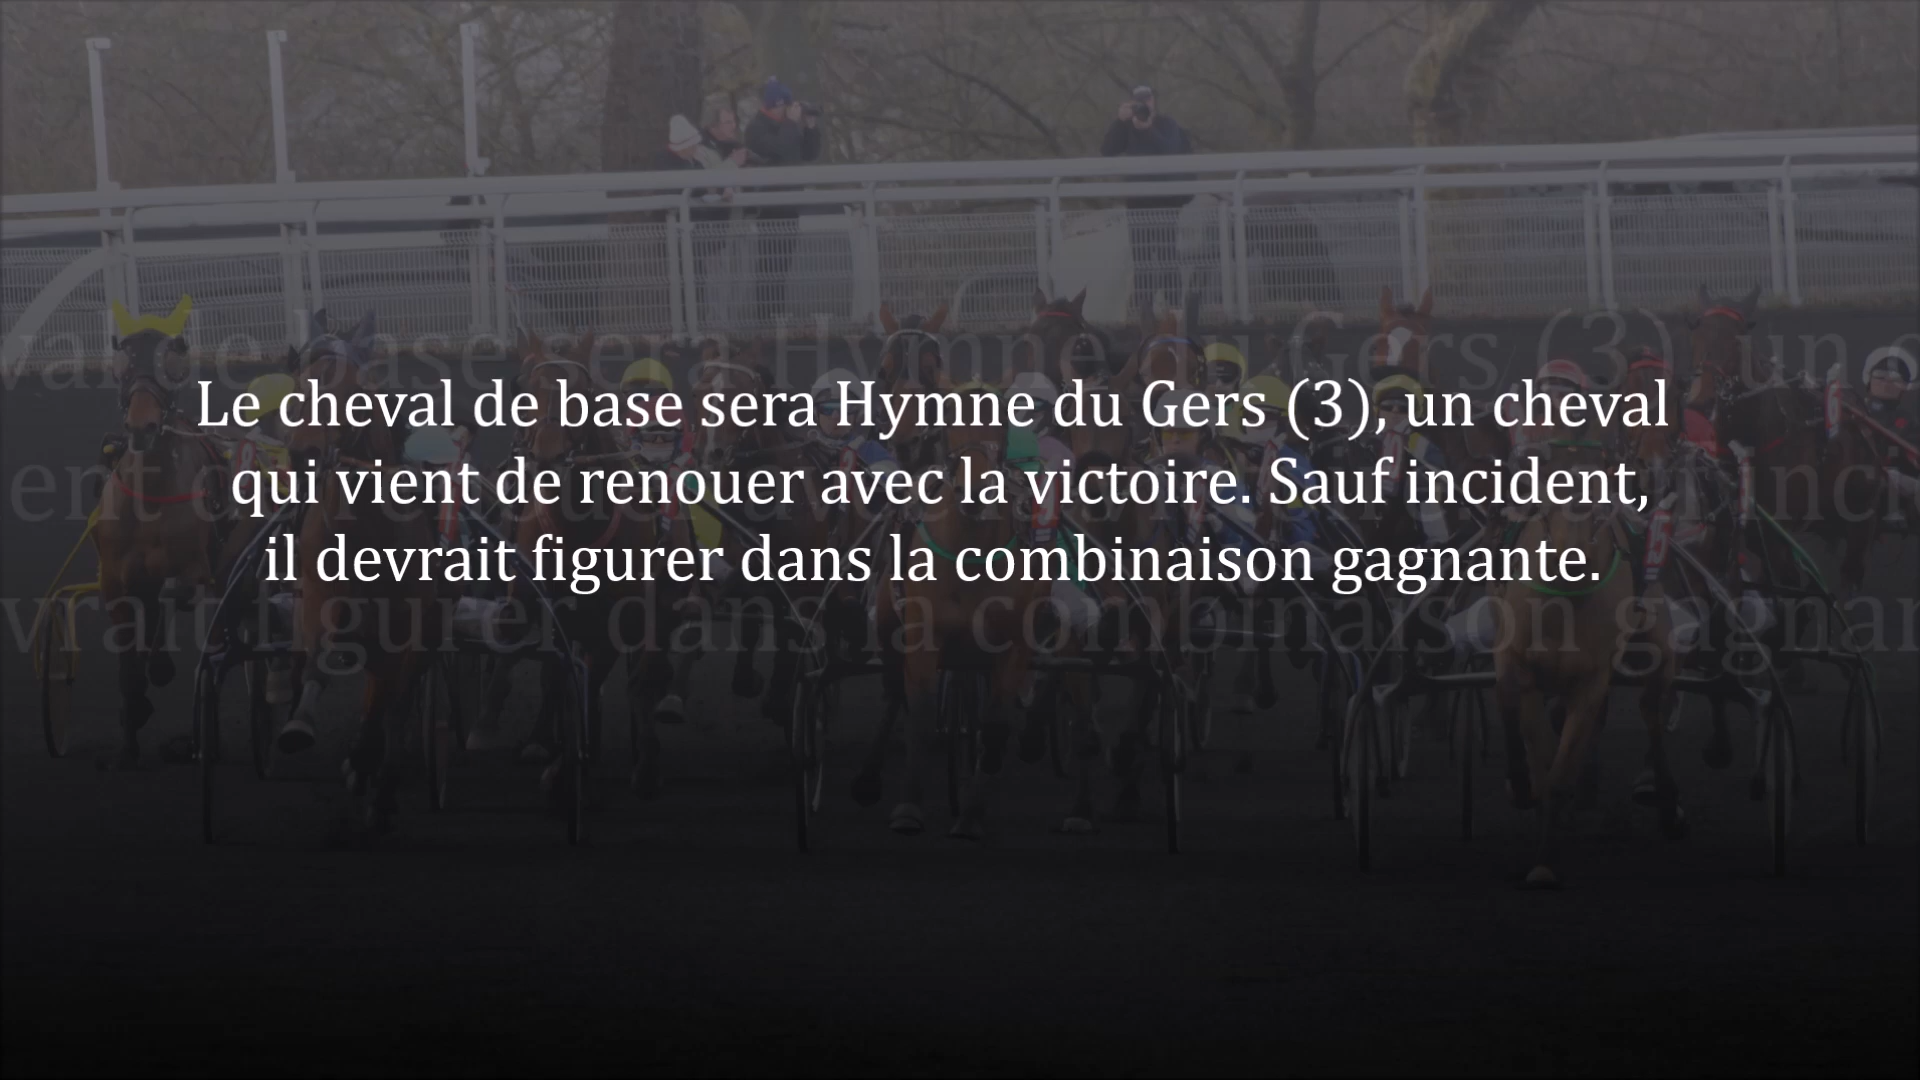 Le cheval de base sera Hymne du Gers (3), un cheval
qui vient de renouer avec la victoire. Sauf incident,
il devrait figurer dans la combinaison gagnante.